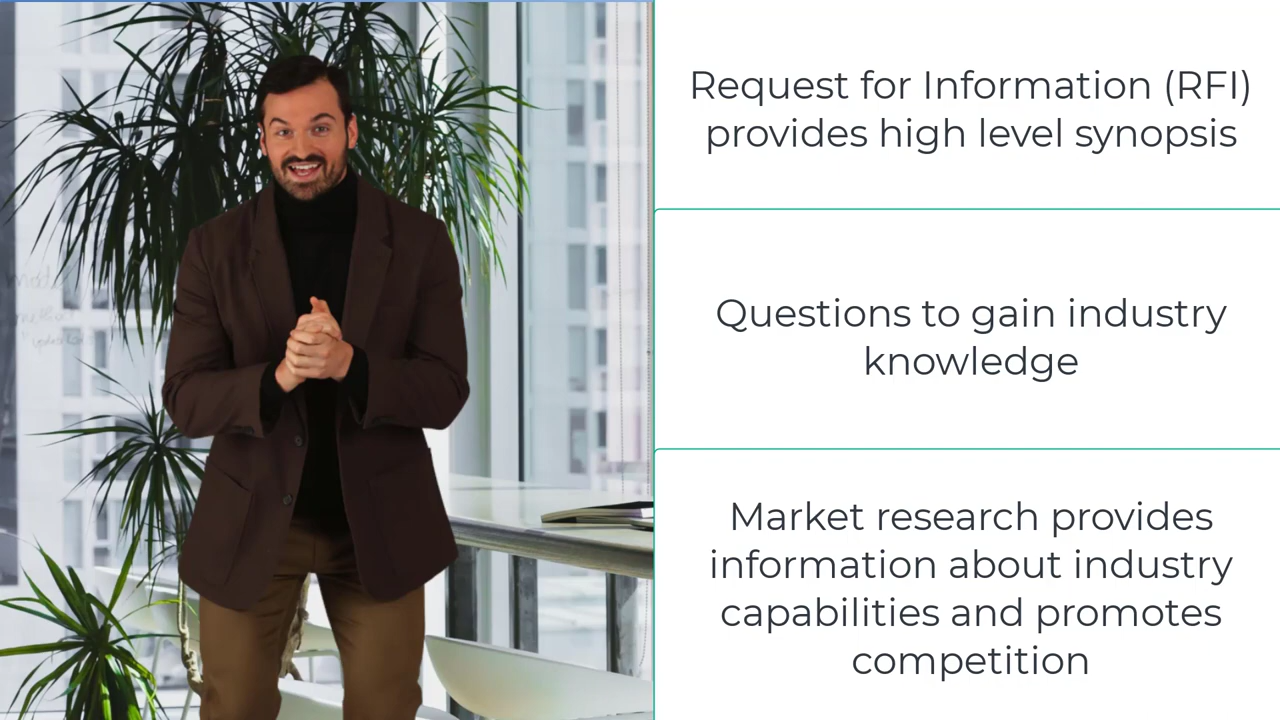 Request for Information (RFI)
provides high level synopsis
Questions to gain industry
knowledge
Market research provides
information about industry
capabilities and promotes
competition